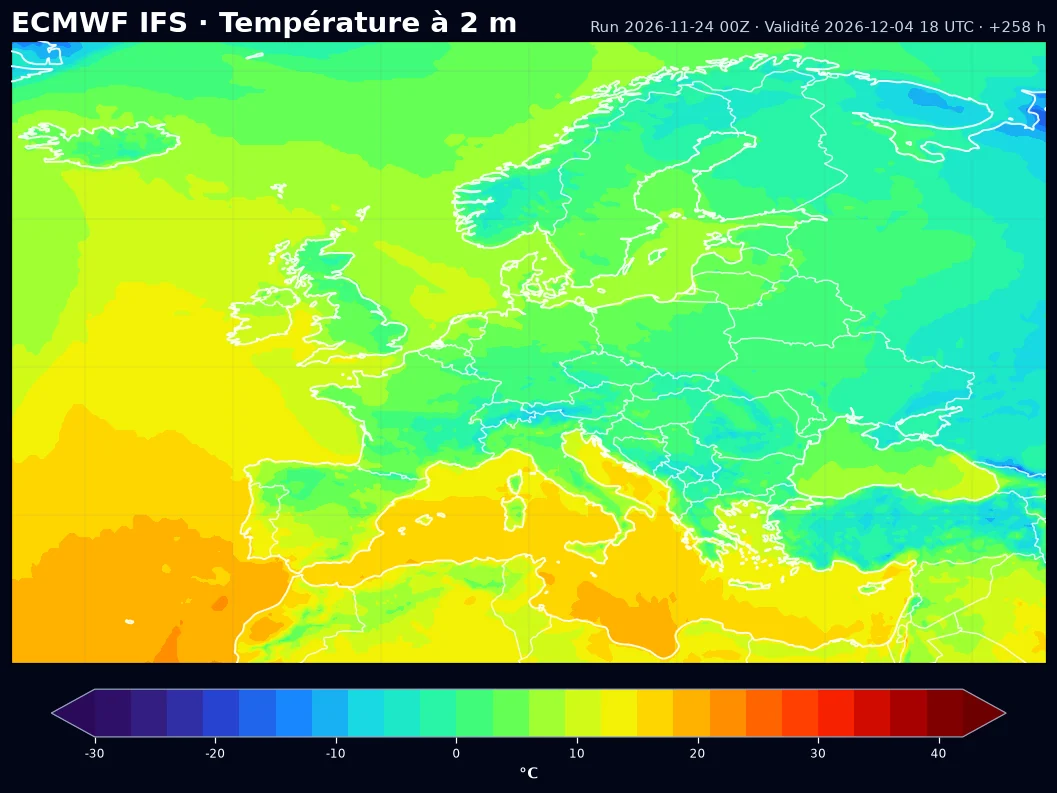 ECMWF IFS · Température à 2 m
Run 2026-11-24 00Z · Validité 2026-12-04 18 UTC · +258 h
-30 -20 -10 0 10 20 30 40
°C